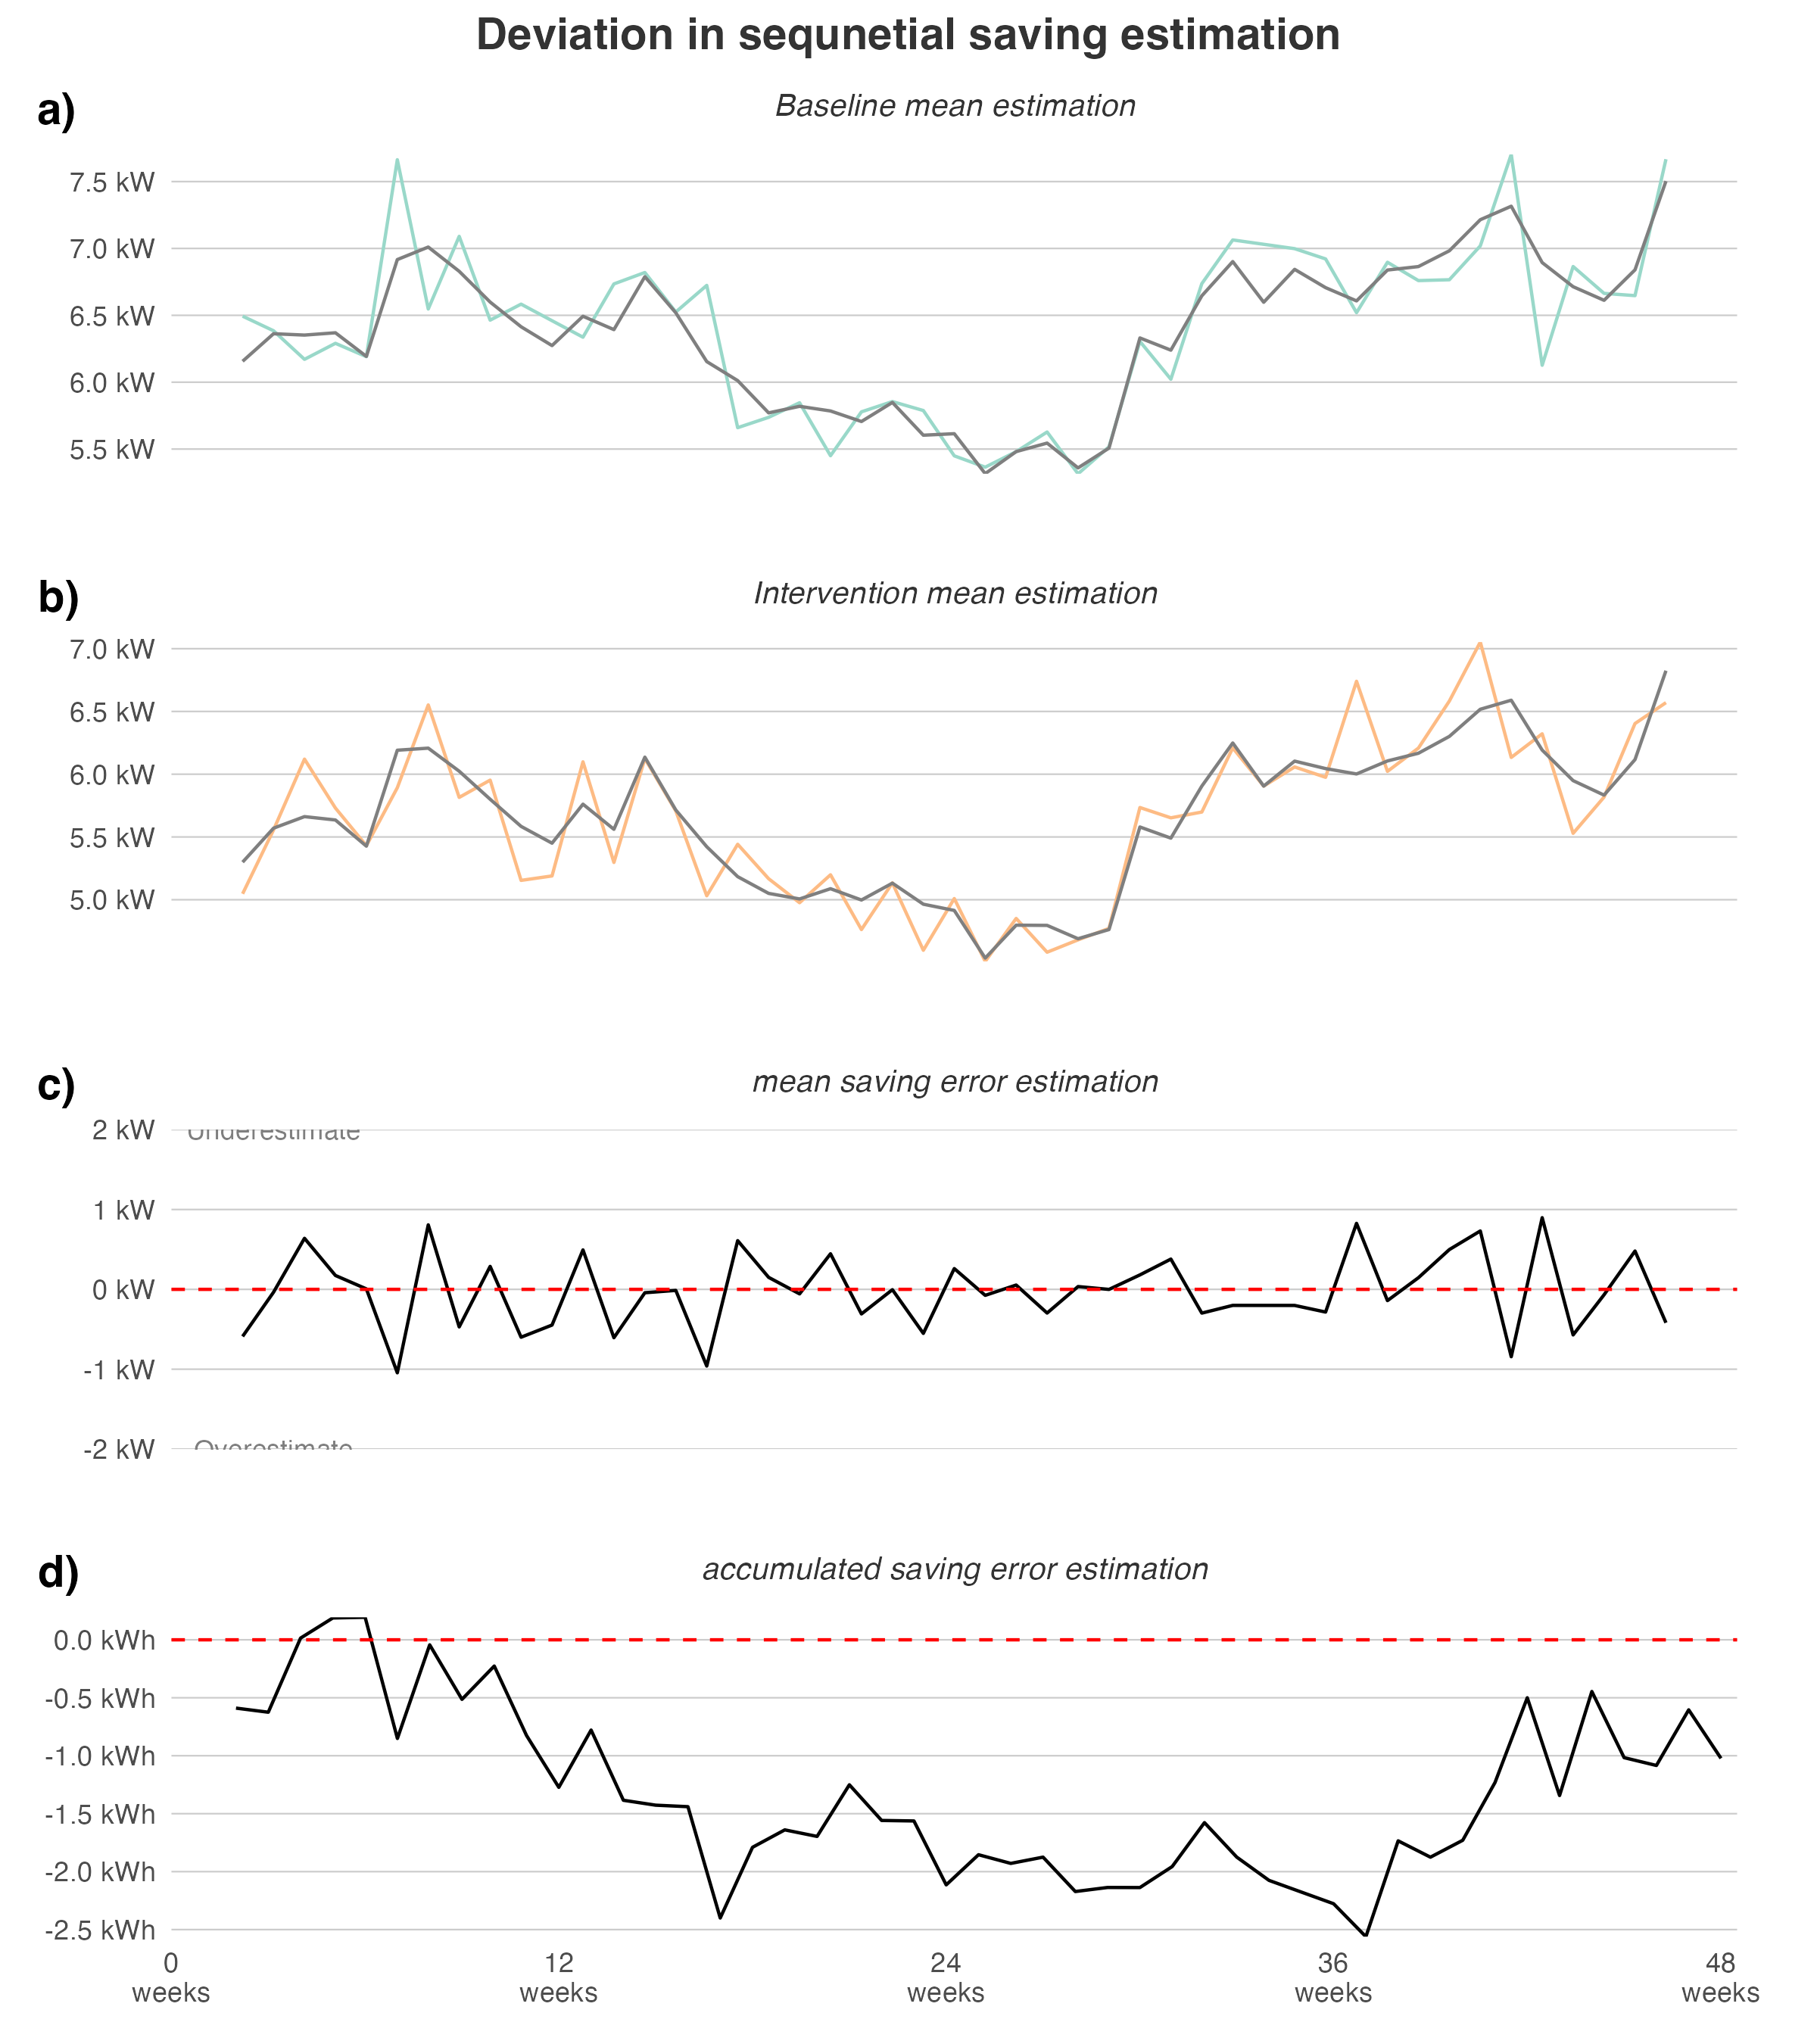 Deviation in sequnetial saving estimation
a)
Baseline mean estimation
7.5 kW
7.0 kW
6.5 kW
6.0 kW
5.5 kW
b)
Intervention mean estimation
7.0 kW
6.5 kW
6.0 kW
5.5 kW
5.0 kW
c)
mean saving error estimation
2 kW
Underestimate
1 kW
0 kW
-1 kW
-2 kW
Overestimate
d)
accumulated saving error estimation
0.0 kWh
-0.5 kWh
-1.0 kWh
-1.5 kWh
-2.0 kWh
-2.5 kWh
0 12 24 36 48
weeks weeks weeks weeks weeks